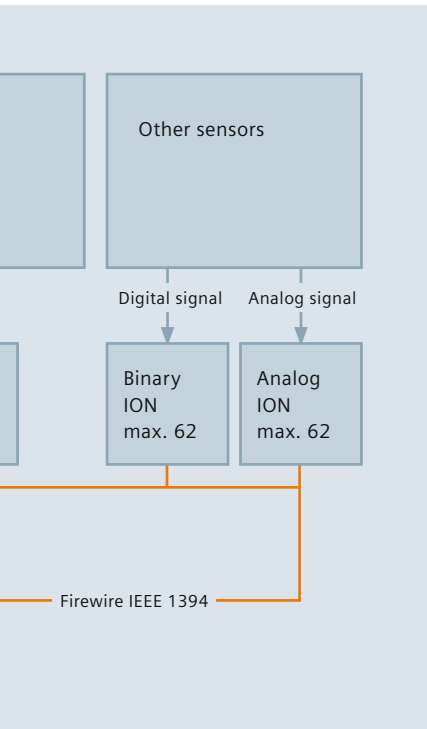 Other sensors
Digital signal
Analog signal
Binary
ION
max. 62
Analog
ION
max. 62
Firewire IEEE 1394